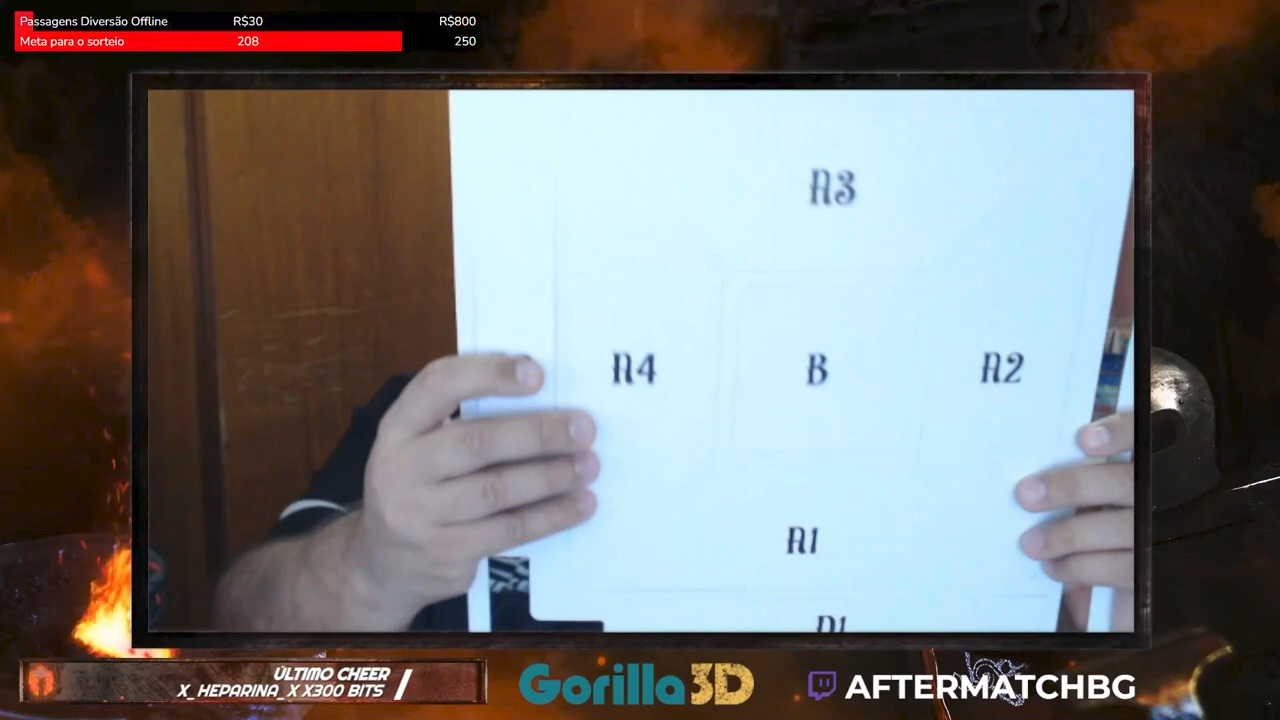 Passagens Diversão Offline R$30 R$800
Meta para o sorteio 208 250
A3
A4 B A2
A1
D1
ÚLTIMO CHEER
X_HEPARINA_X X300 BITS
Gorilla3D
AFTERMATCHBG